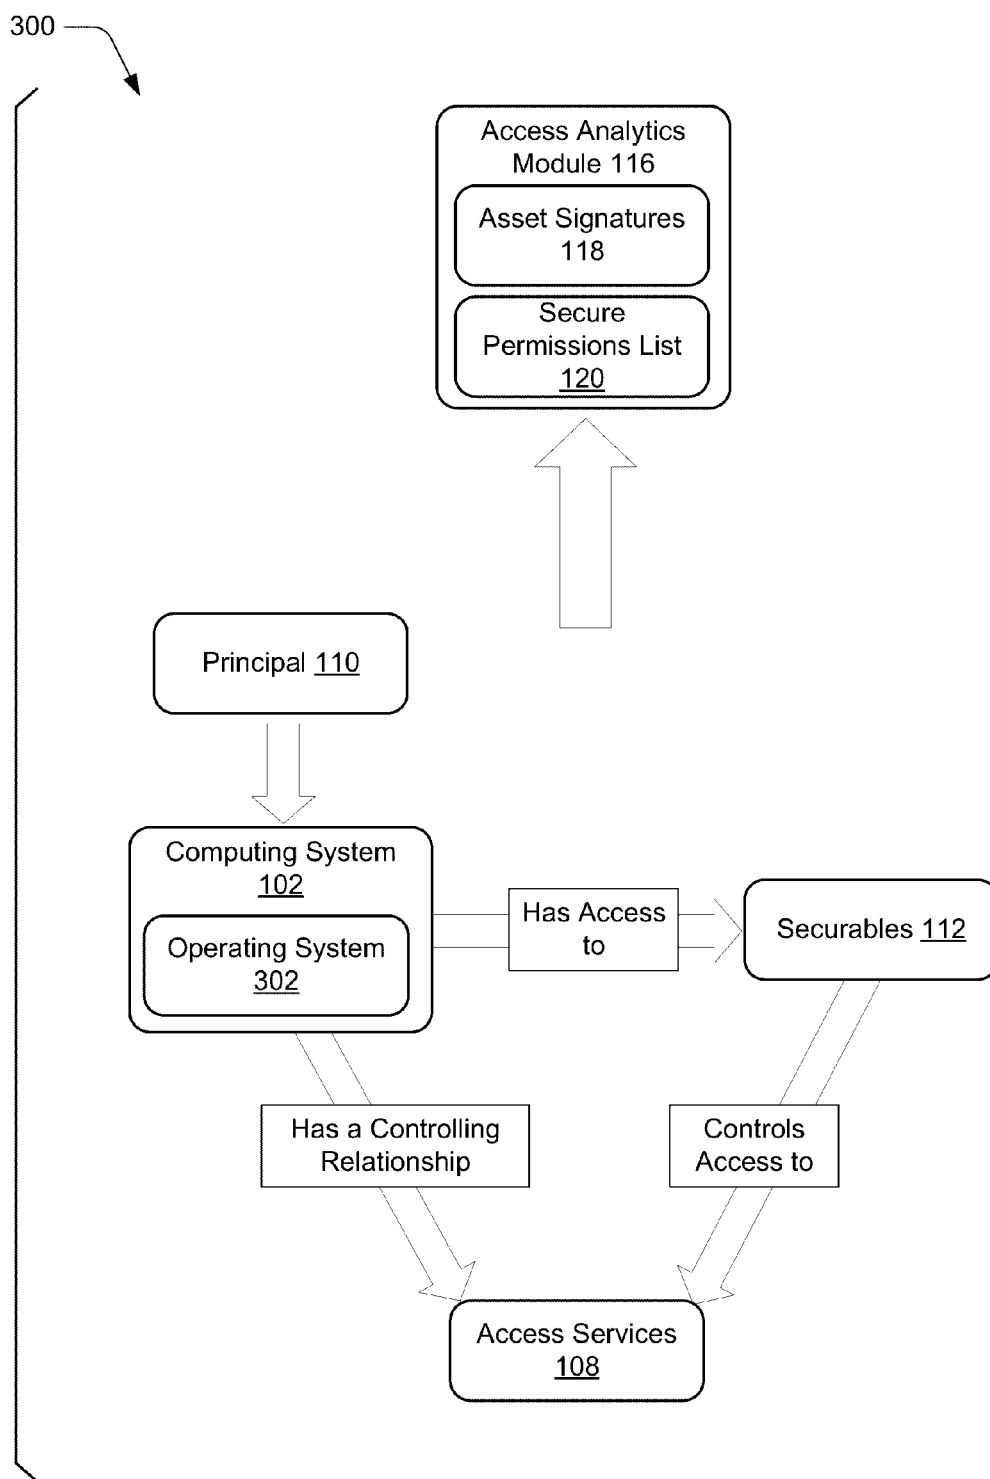 300
Access Analytics
Module 116
Asset Signatures
118
Secure
Permissions List
120
Principal 110
Computing System
102
Operating System
302
Has Access
to
Securables 112
Has a Controlling
Relationship
Controls
Access to
Access Services
108